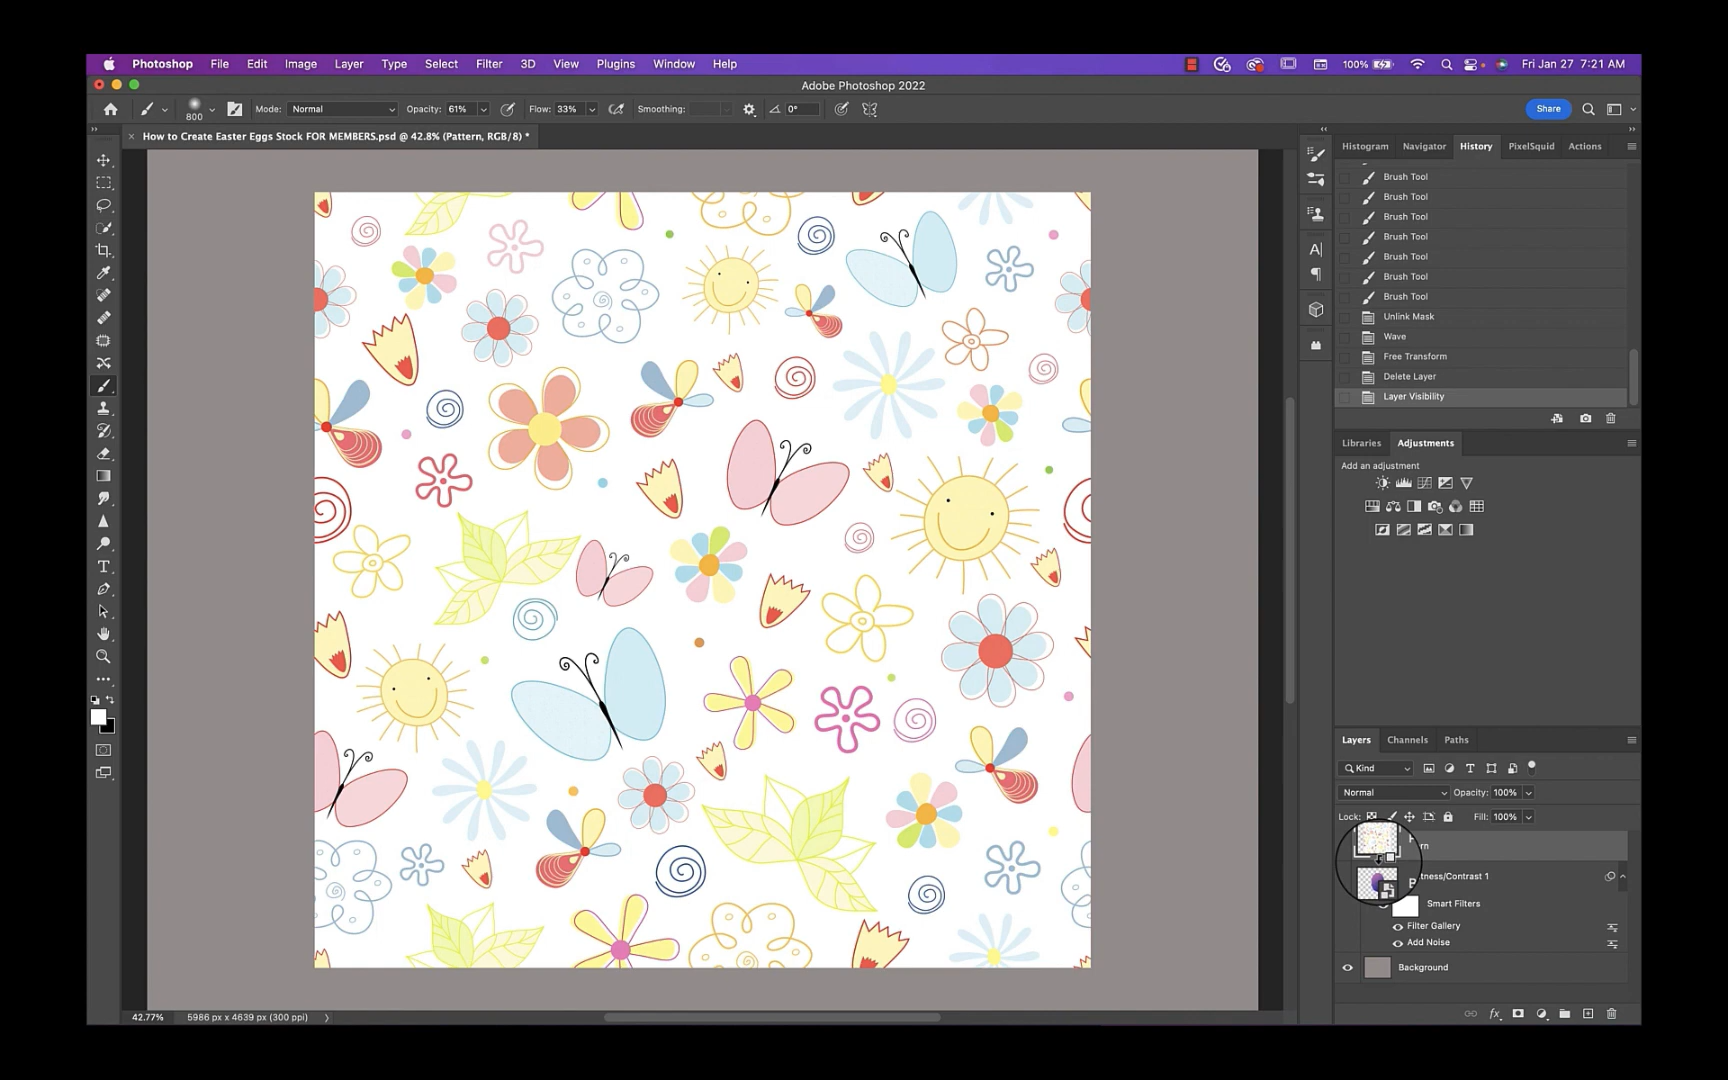 Photoshop File Edit Image Layer Type Select Filter 3D View Plugins Window Help 100% Fri Jan 27 7:21 AM
Adobe Photoshop 2022
800 Mode: Normal Opacity: 61% Flow: 33% Smoothing: 0° Share
× How to Create Easter Eggs Stock FOR MEMBERS.psd @ 42.8% (Pattern, RGB/8) *
Histogram Navigator History PixelSquid Actions
Brush Tool
Brush Tool
Brush Tool
Brush Tool
Brush Tool
Brush Tool
Brush Tool
Unlink Mask
Wave
Free Transform
Delete Layer
Layer Visibility
Libraries Adjustments
Add an adjustment
Layers Channels Paths
Kind
Normal Opacity: 100%
Lock: Fill: 100%
rn
tness/Contrast 1
Smart Filters
Filter Gallery
Add Noise
Background
fx
42.77% 5986 px x 4639 px (300 ppi)